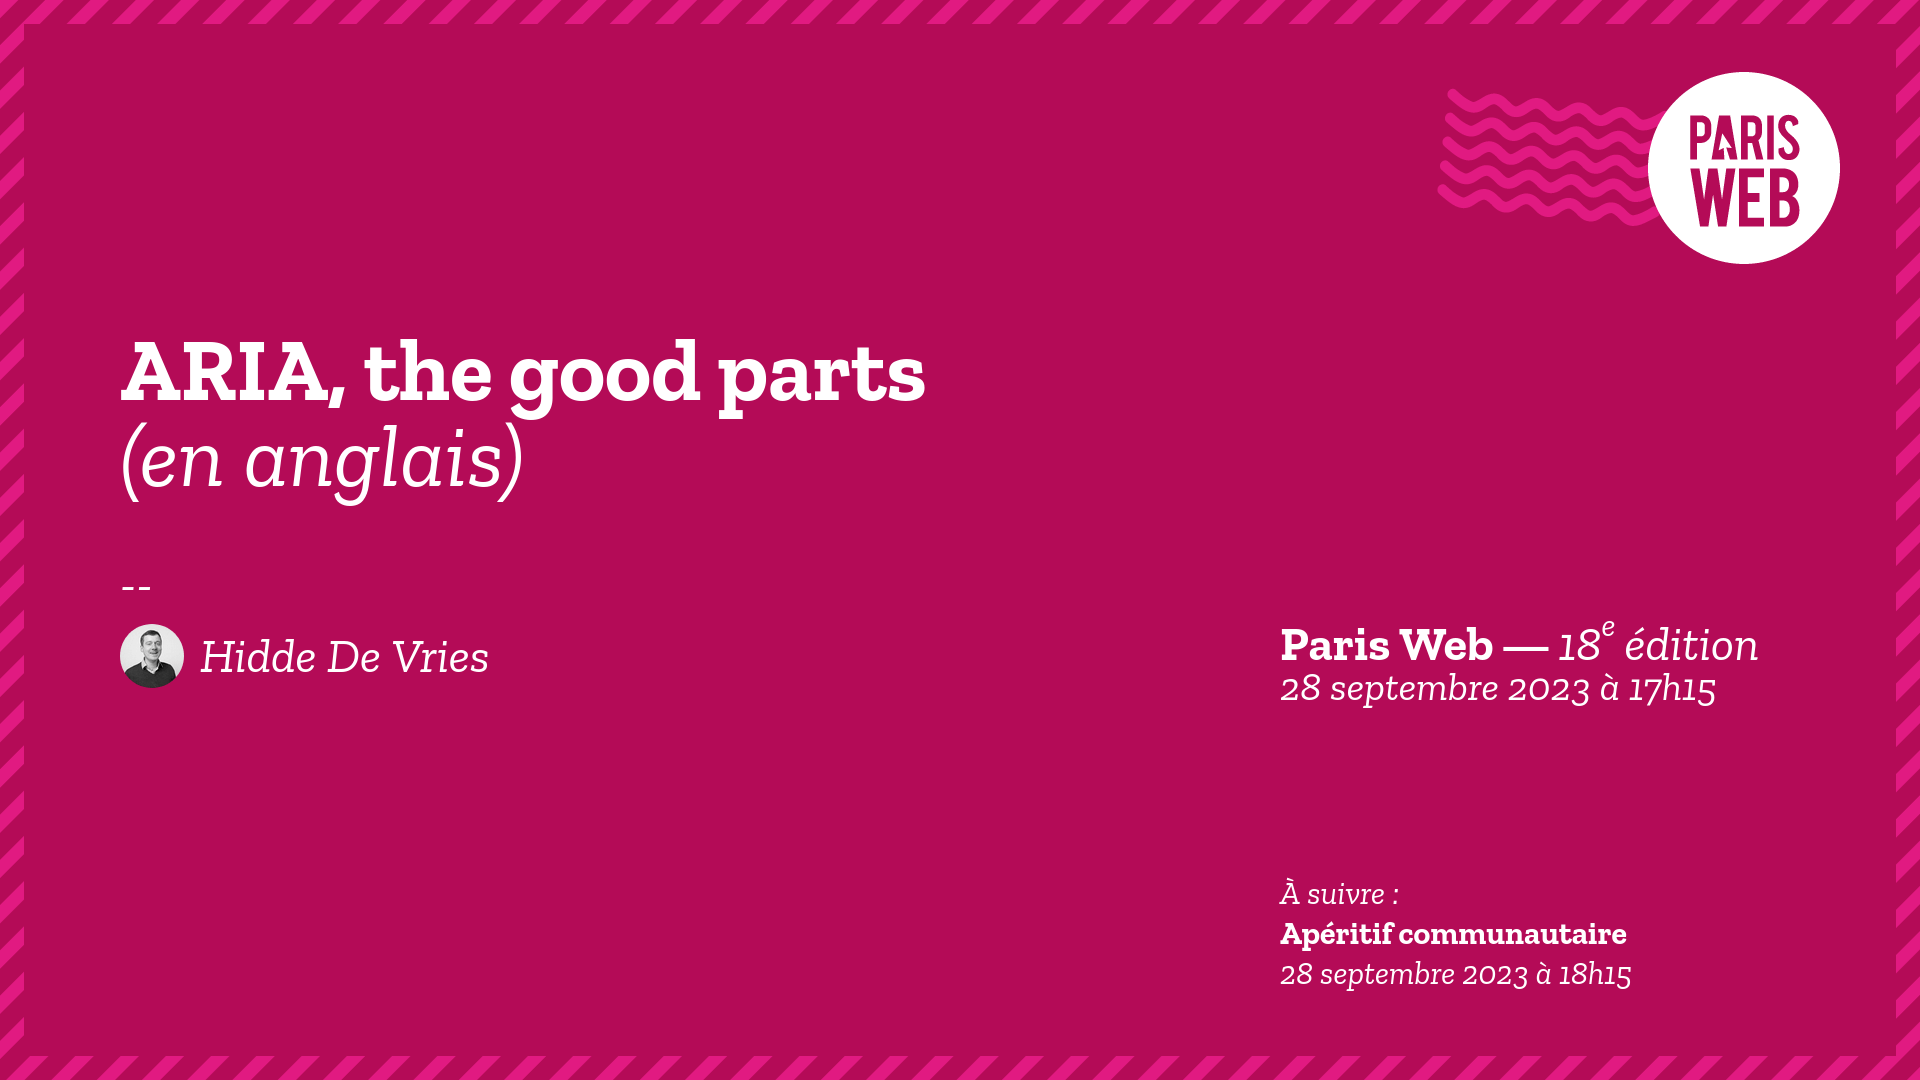 PARIS
WEB
ARIA, the good parts
(en anglais)
--
Hidde De Vries
Paris Web — 18e édition
28 septembre 2023 à 17h15
À suivre :
Apéritif communautaire
28 septembre 2023 à 18h15